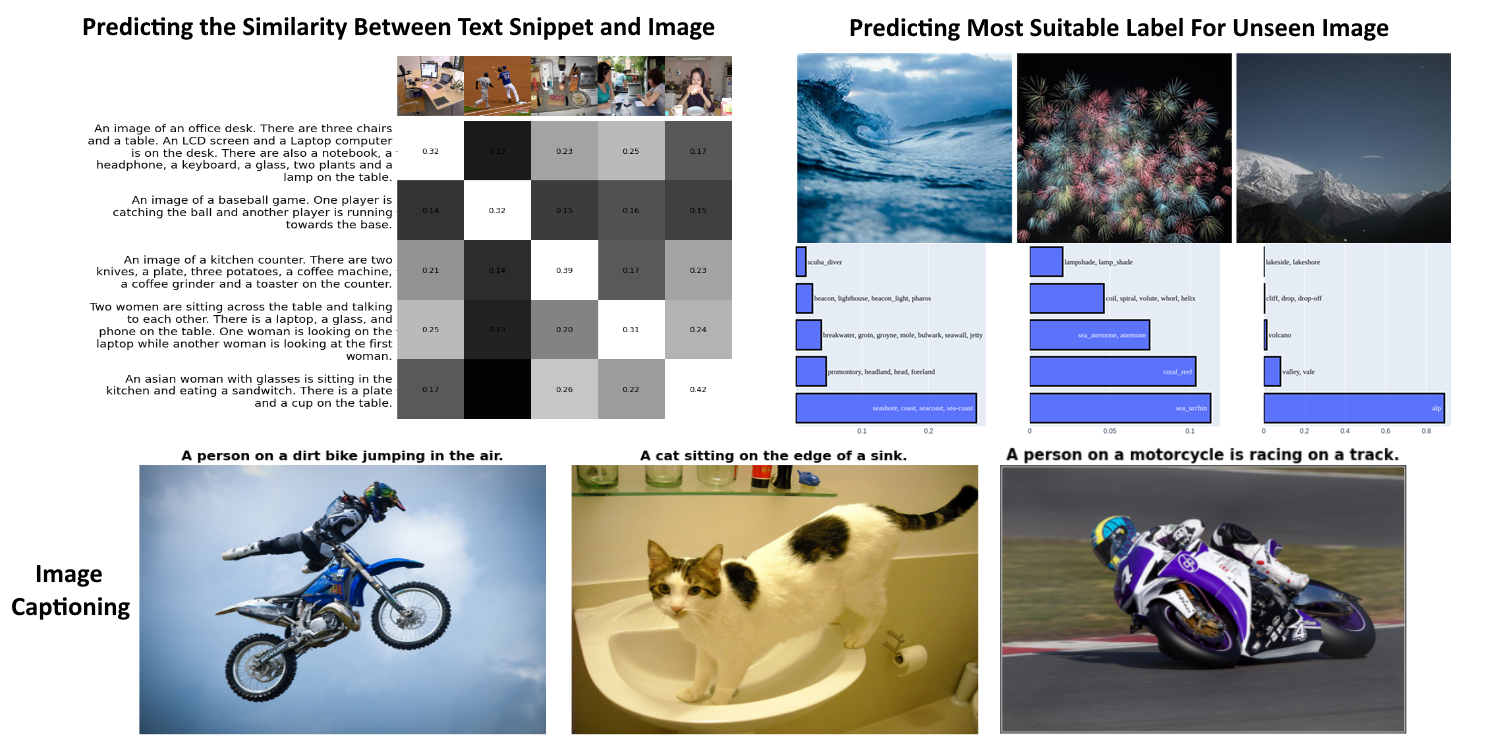 Predicting the Similarity Between Text Snippet and Image
An image of an office desk. There are three chairs
and a table. An LCD screen and a Laptop computer
is on the desk. There are also a notebook, a
headphone, a keyboard, a glass, two plants and a
lamp on the table.
0.32 0.12 0.23 0.25 0.17
An image of a baseball game. One player is
catching the ball and another player is running
towards the base.
0.14 0.32 0.15 0.16 0.15
An image of a kitchen counter. There are two
knives, a plate, three potatoes, a coffee machine,
a coffee grinder and a toaster on the counter.
0.21 0.14 0.39 0.17 0.23
Two women are sitting across the table and talking
to each other. There is a laptop, a glass, and
phone on the table. One woman is looking on the
laptop while another woman is looking at the first
woman.
0.25 0.13 0.20 0.31 0.24
An asian woman with glasses is sitting in the
kitchen and eating a sandwitch. There is a plate
and a cup on the table.
0.17 0.26 0.22 0.42
Predicting Most Suitable Label For Unseen Image
scuba_diver
beacon, lighthouse, beacon_light, pharos
breakwater, groin, groyne, mole, bulwark, seawall, jetty
promontory, headland, head, foreland
seashore, coast, seacoast, sea-coast
0.1 0.2
lampshade, lamp_shade
coil, spiral, volute, whorl, helix
sea_anemone, anemone
coral_reef
sea_urchin
0 0.05 0.1
lakeside, lakeshore
cliff, drop, drop-off
volcano
valley, vale
alp
0 0.2 0.4 0.6 0.8
Image
Captioning
A person on a dirt bike jumping in the air.
A cat sitting on the edge of a sink.
A person on a motorcycle is racing on a track.
4